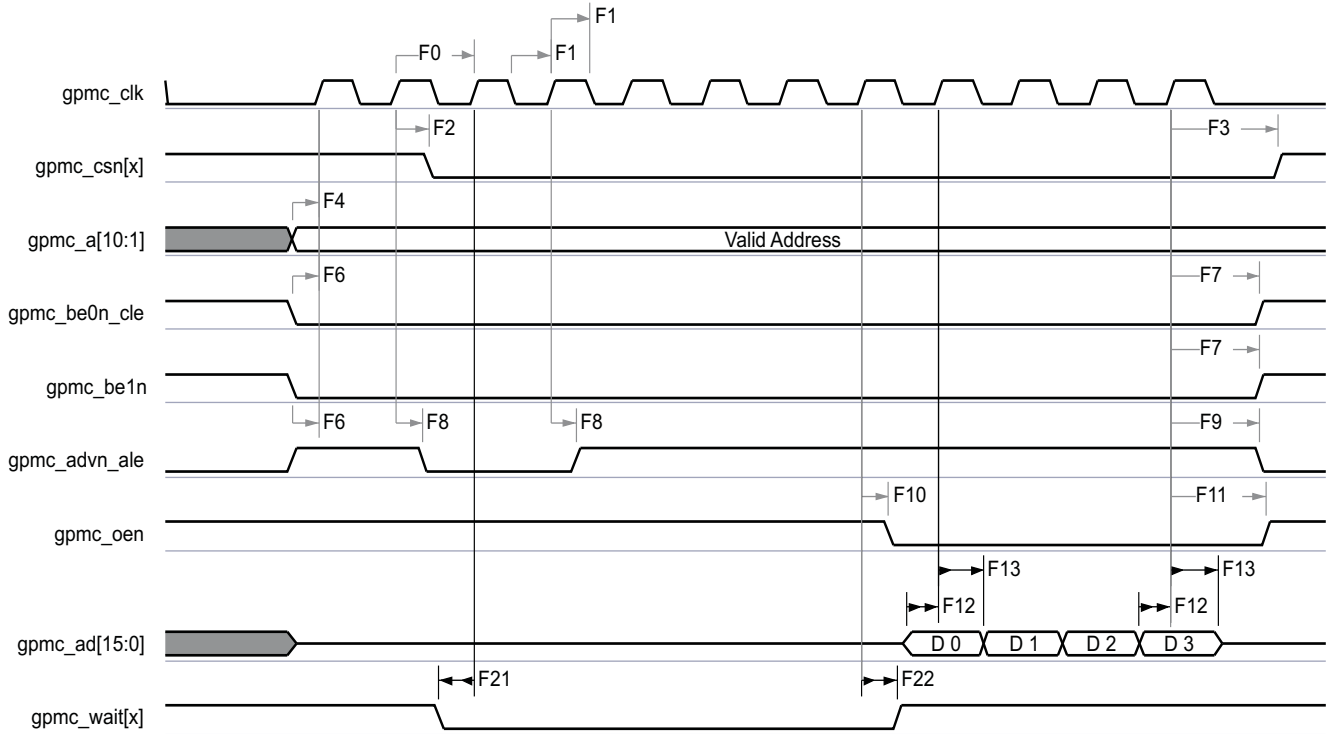 F1
F0
F1
gpmc_clk
F2
F3
gpmc_csn[x]
F4
gpmc_a[10:1]
Valid Address
F6
F7
gpmc_be0n_cle
F7
gpmc_be1n
F6
F8
F8
F9
gpmc_advn_ale
F10
F11
gpmc_oen
F13
F13
F12
F12
gpmc_ad[15:0]
D 0
D 1
D 2
D 3
F21
F22
gpmc_wait[x]